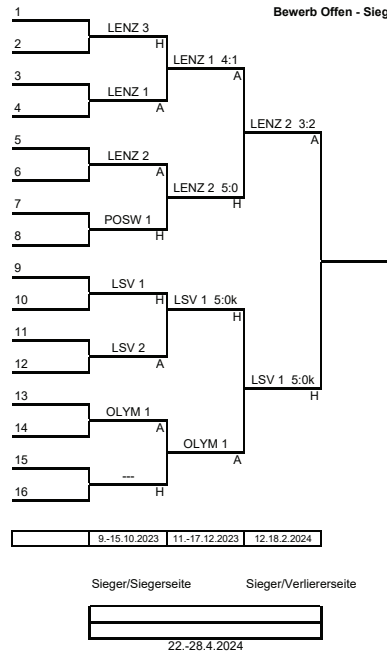 Bewerb Offen - Sieg
1
LENZ 3
2
H
LENZ 1 4:1
3
A
LENZ 1
4
A
LENZ 2 3:2
5
A
LENZ 2
6
A
LENZ 2 5:0
7
H
POSW 1
8
H
9
LSV 1
10
H
LSV 1 5:0k
11
H
LSV 2
12
A
LSV 1 5:0k
13
H
OLYM 1
14
A
OLYM 1
15
A
---
16
H
9.-15.10.2023 11.-17.12.2023 12.18.2.2024
Sieger/Siegerseite Sieger/Verliererseite
22.-28.4.2024